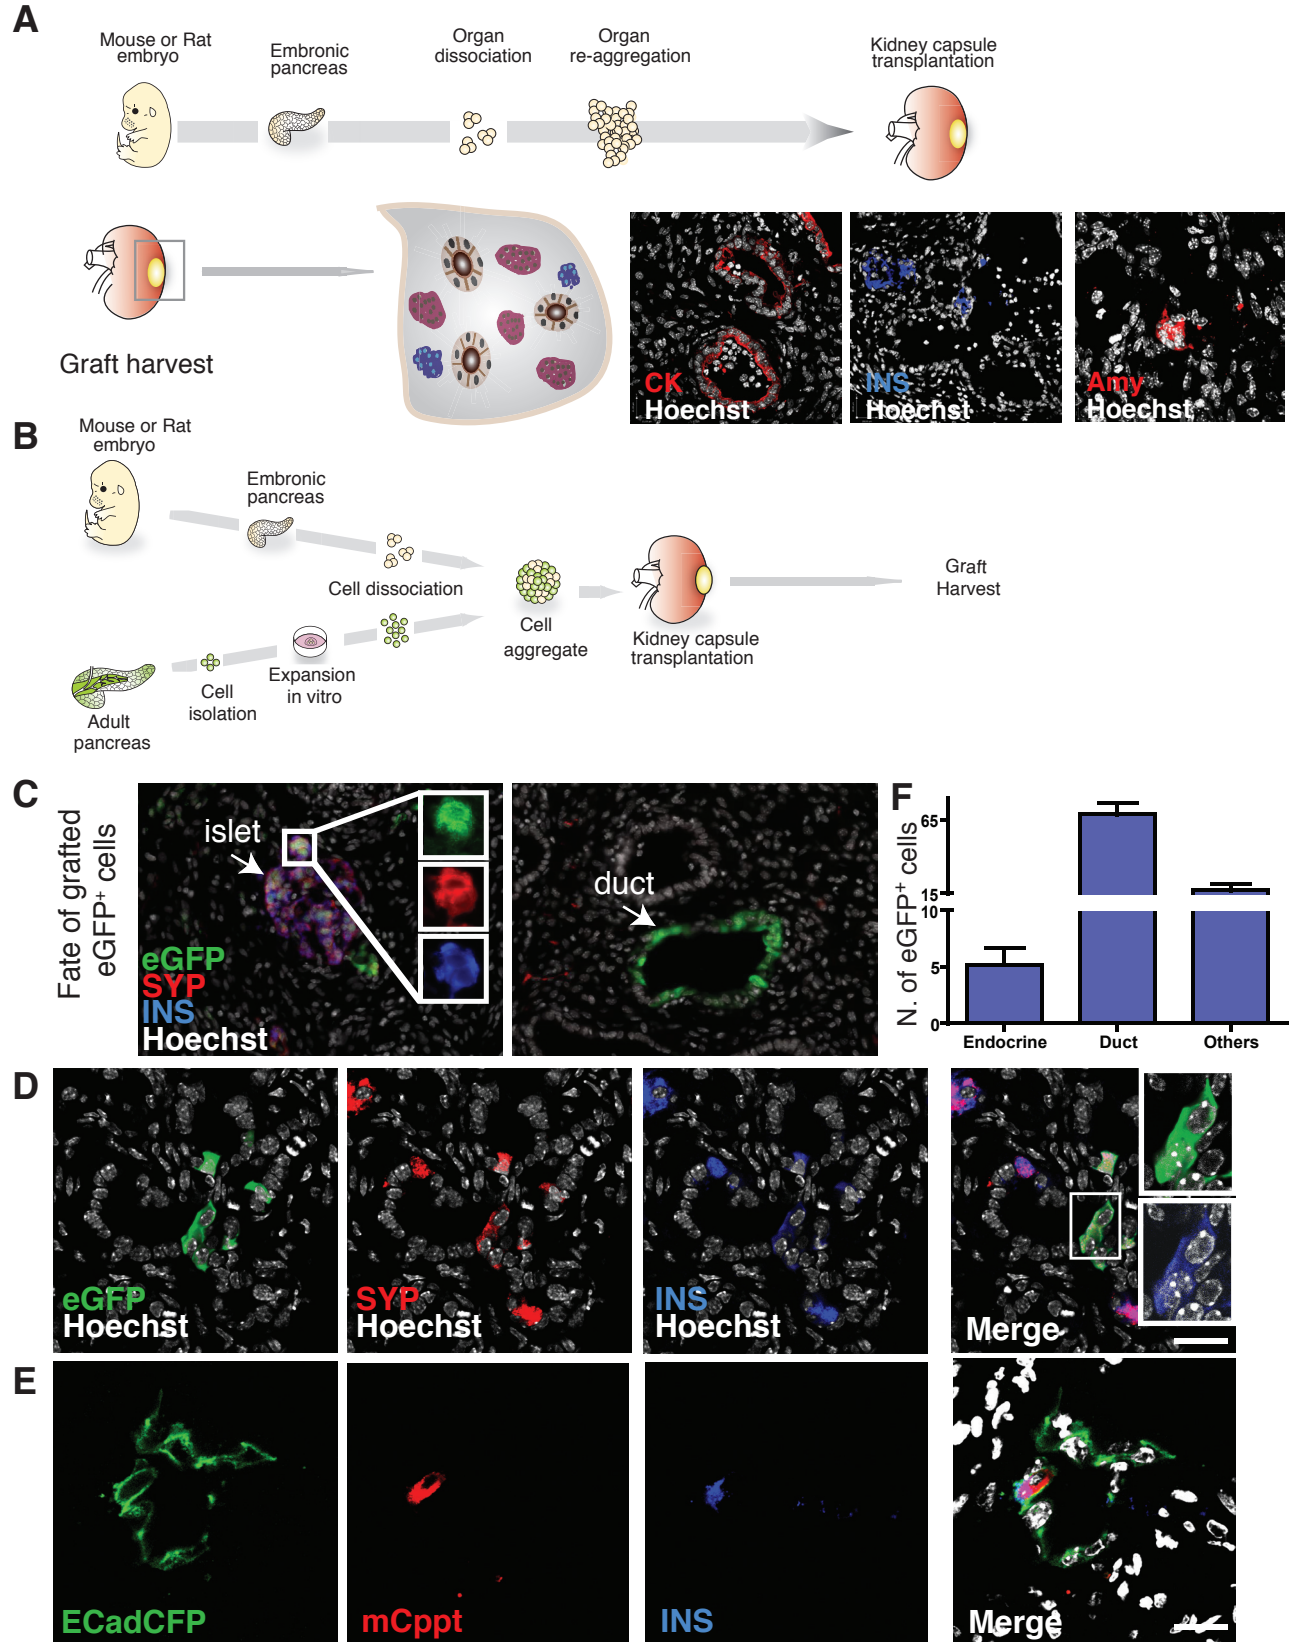 A
Mouse or Rat
embryo
Embronic
pancreas
Organ
dissociation
Organ
re-aggregation
Kidney capsule
transplantation
Graft harvest
CK
Hoechst
INS
Hoechst
Amy
Hoechst
B
Mouse or Rat
embryo
Embronic
pancreas
Cell dissociation
Cell
aggregate
Kidney capsule
transplantation
Graft
Harvest
Adult
pancreas
Cell
isolation
Expansion
in vitro
C
Fate of grafted
eGFP+ cells
islet
eGFP
SYP
INS
Hoechst
duct
F
N. of eGFP+ cells
65
15
10
5
0
Endocrine
Duct
Others
D
eGFP
Hoechst
SYP
Hoechst
INS
Hoechst
Merge
E
ECadCFP
mCppt
INS
Merge